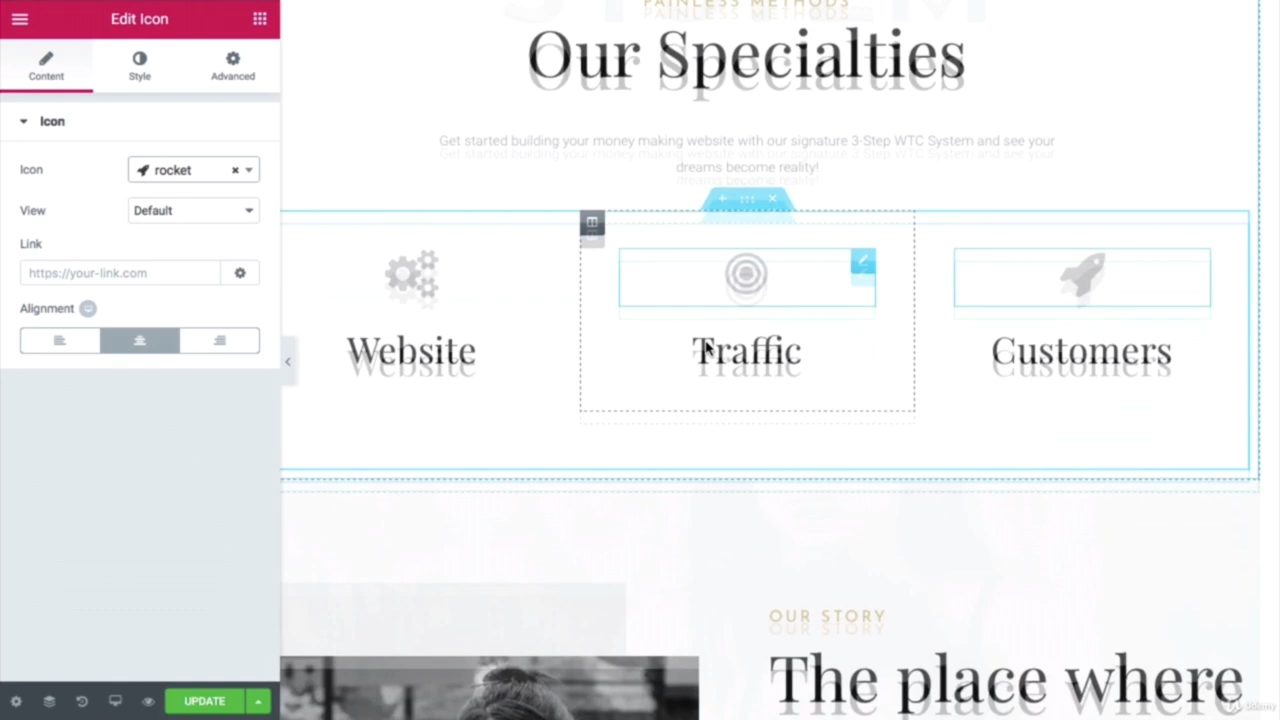 Edit Icon
Content
Style
Advanced
Icon
Icon
rocket
View
Default
Link
https://your-link.com
Alignment
UPDATE
PAINLESS METHODS
Our Specialties
Get started building your money making website with our signature 3-Step WTC System and see your
dreams become reality!
Website
Traffic
Customers
OUR STORY
The place where
Udemy